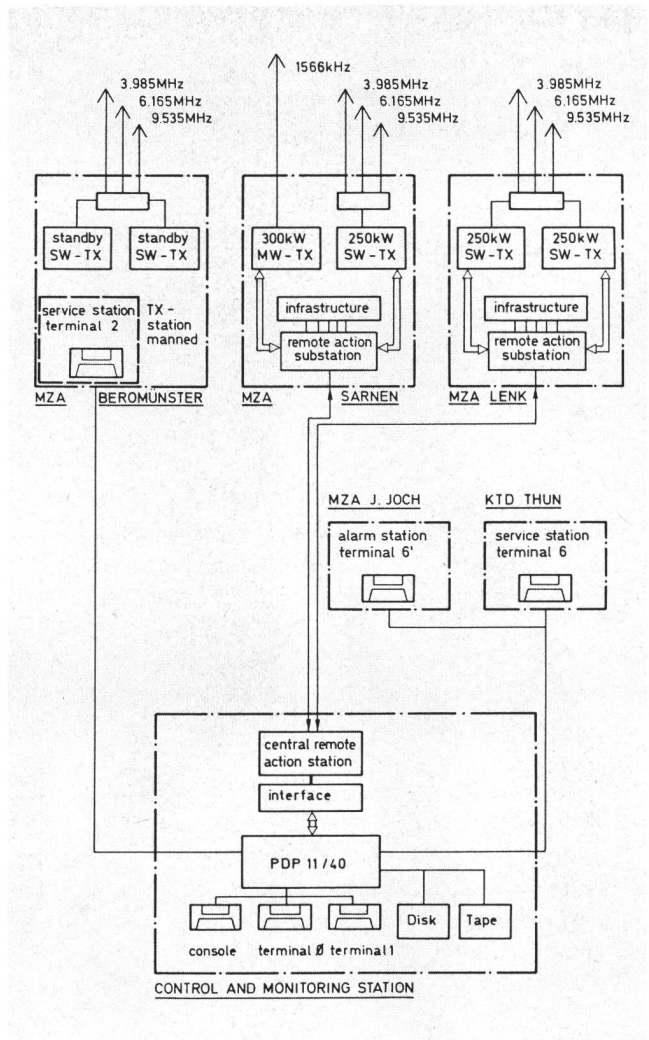 3.985MHz
6.165MHz
9.535MHz
1566kHz
3.985MHz
6.165MHz
9.535MHz
3.985MHz
6.165MHz
9.535MHz
standby
SW-TX
standby
SW-TX
service station
terminal 2
TX-
station
manned
MZA BEROMÜNSTER
300kW
MW-TX
250kW
SW-TX
infrastructure
remote action
substation
MZA SARNEN
250kW
SW-TX
250kW
SW-TX
infrastructure
remote action
substation
MZA LENK
MZA J. JOCH
alarm station
terminal 6'
KTD THUN
service station
terminal 6
central remote
action station
interface
PDP 11/40
console
terminal Ø
terminal 1
Disk
Tape
CONTROL AND MONITORING STATION